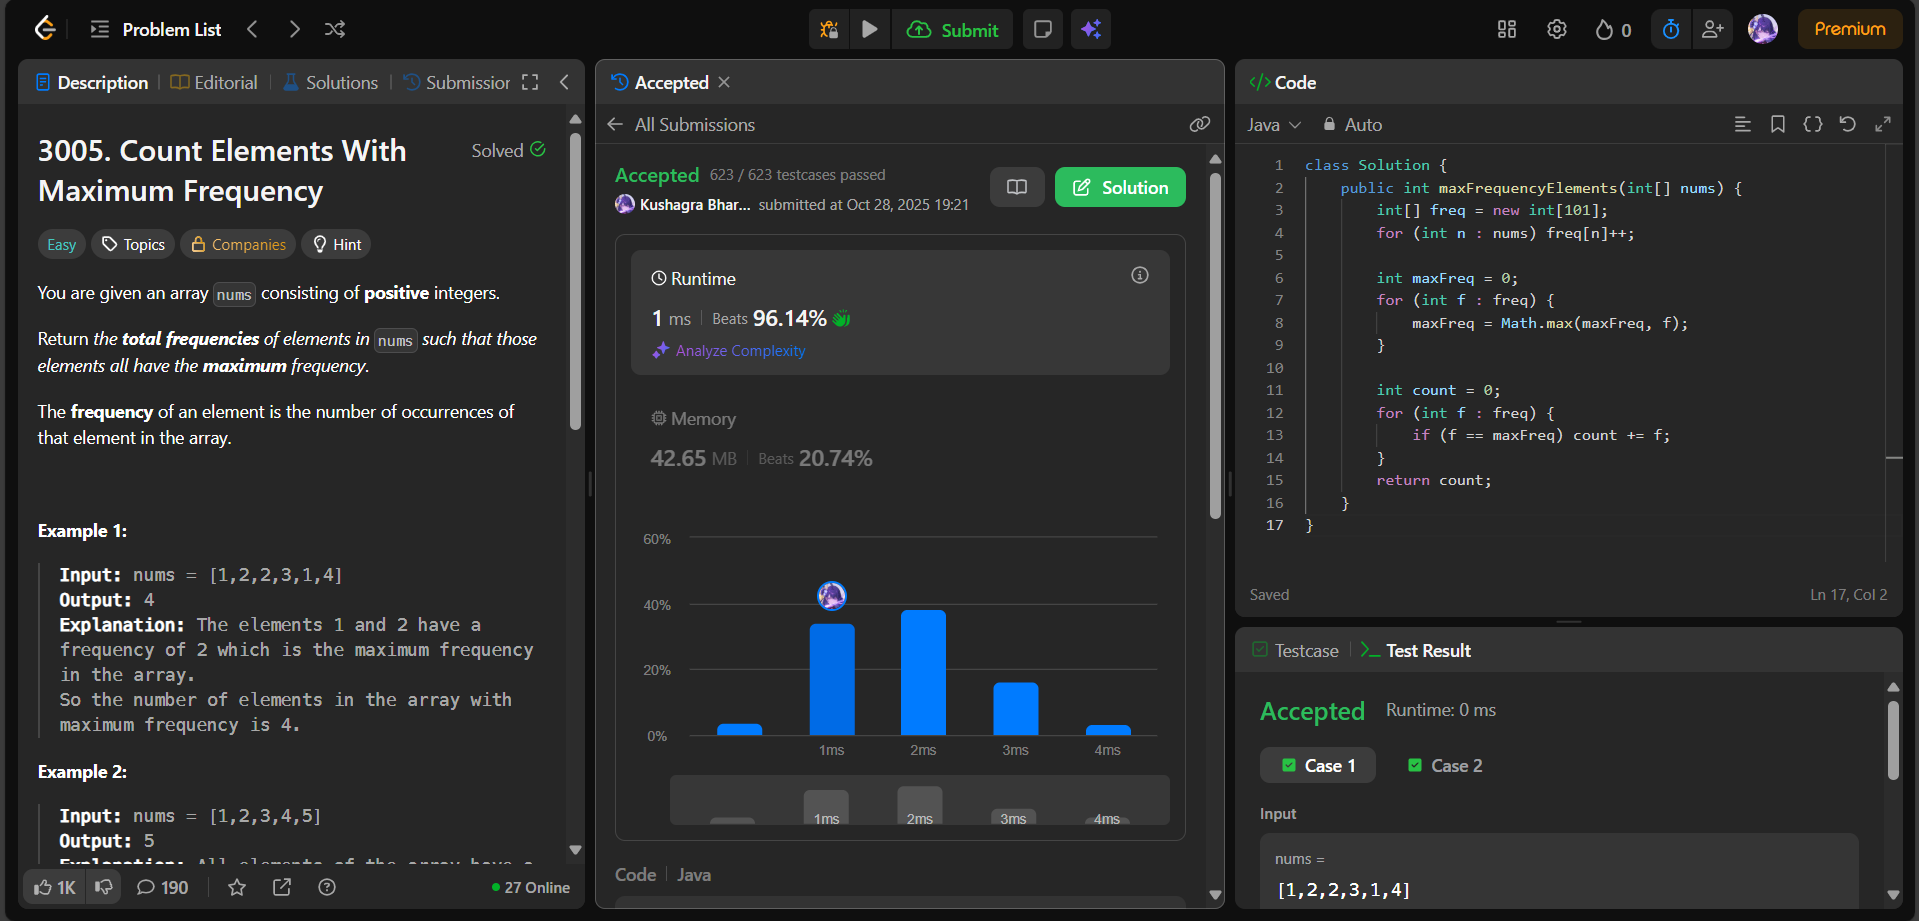 Problem List
Submit
0
Premium
Description
Editorial
Solutions
Submission
3005. Count Elements With
Maximum Frequency
Solved
Easy
Topics
Companies
Hint
You are given an array nums consisting of positive integers.
Return the total frequencies of elements in nums such that those
elements all have the maximum frequency.
The frequency of an element is the number of occurrences of
that element in the array.
Example 1:
Input: nums = [1,2,2,3,1,4]
Output: 4
Explanation: The elements 1 and 2 have a
frequency of 2 which is the maximum frequency
in the array.
So the number of elements in the array with
maximum frequency is 4.
Example 2:
Input: nums = [1,2,3,4,5]
Output: 5
Explanation: All elements of the array have a
1K
190
27 Online
Accepted
All Submissions
Accepted 623 / 623 testcases passed
Kushagra Bhar... submitted at Oct 28, 2025 19:21
Solution
Runtime
1 ms Beats 96.14%
Analyze Complexity
Memory
42.65 MB Beats 20.74%
60%
40%
20%
0%
1ms 2ms 3ms 4ms
1ms 2ms 3ms 4ms
Code Java
</> Code
Java Auto
1 class Solution {
2 public int maxFrequencyElements(int[] nums) {
3 int[] freq = new int[101];
4 for (int n : nums) freq[n]++;
5
6 int maxFreq = 0;
7 for (int f : freq) {
8 maxFreq = Math.max(maxFreq, f);
9 }
10
11 int count = 0;
12 for (int f : freq) {
13 if (f == maxFreq) count += f;
14 }
15 return count;
16 }
17 }
Saved
Ln 17, Col 2
Testcase
Test Result
Accepted Runtime: 0 ms
Case 1
Case 2
Input
nums =
[1,2,2,3,1,4]